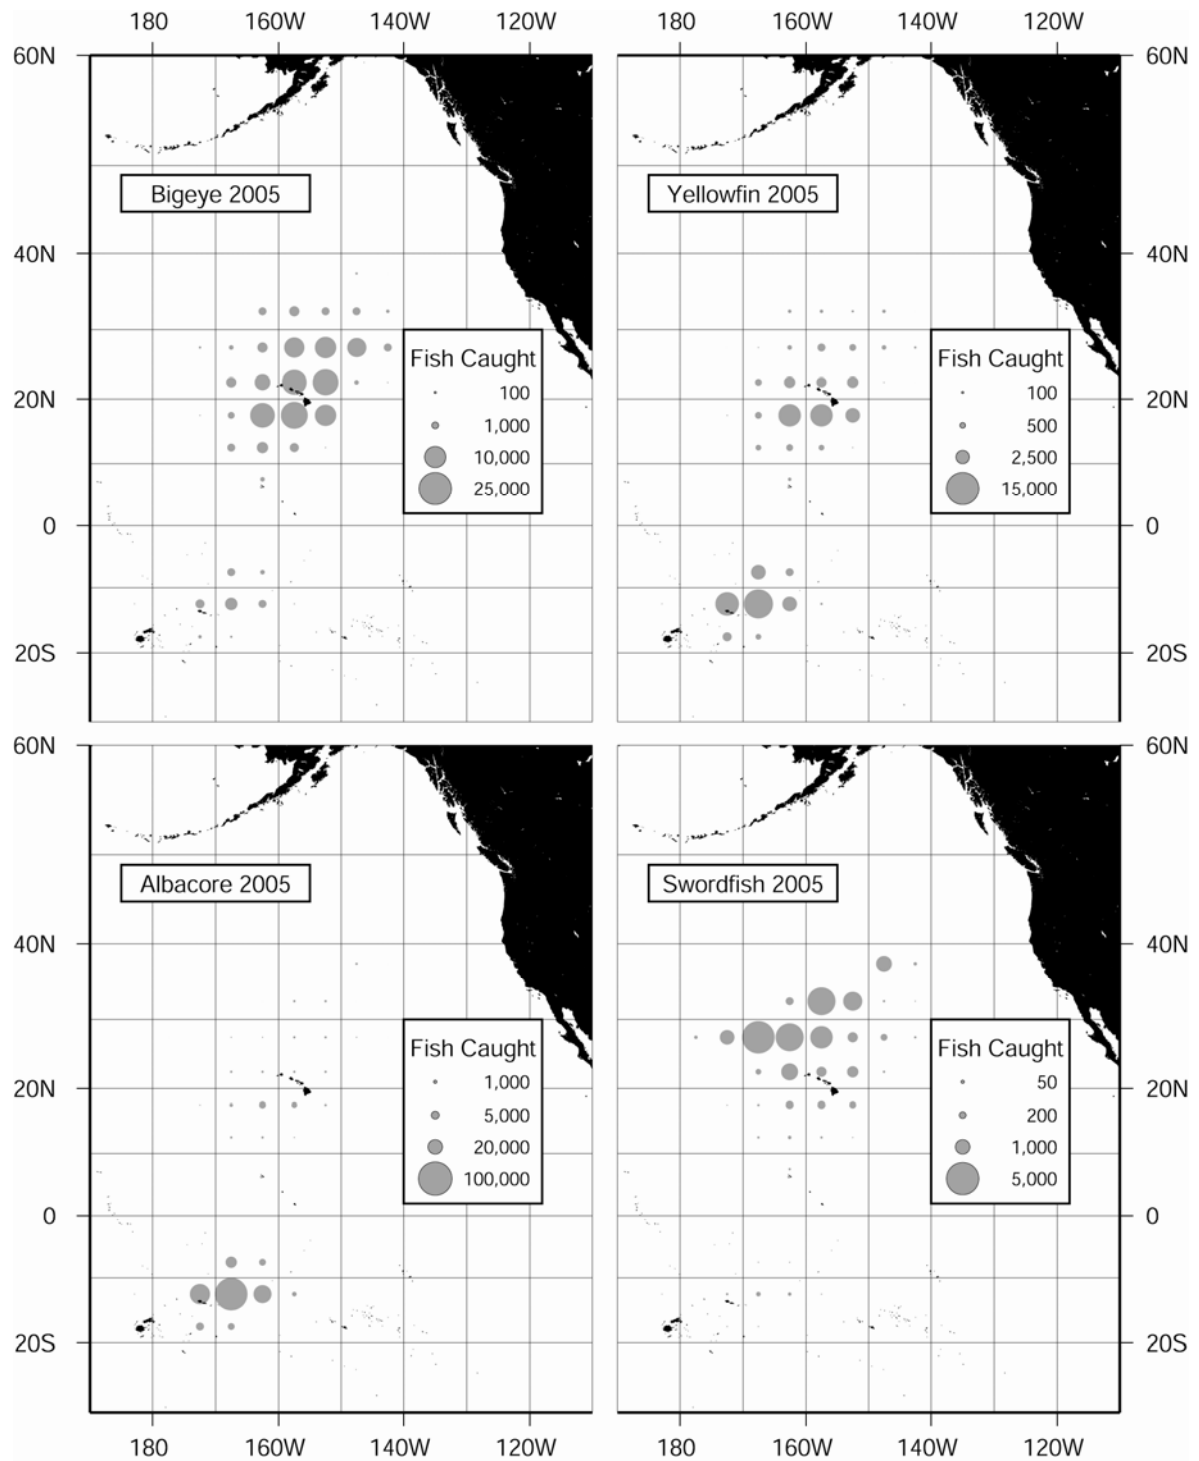 180 160W 140W 120W 180 160W 140W 120W
60N 60N
Bigeye 2005 Yellowfin 2005
40N 40N
Fish Caught Fish Caught
100 100
20N 20N
1,000 500
10,000 2,500
25,000 15,000
0 0
20S 20S
60N 60N
Albacore 2005 Swordfish 2005
40N 40N
Fish Caught Fish Caught
1,000 50
20N 20N
5,000 200
20,000 1,000
100,000 5,000
0 0
20S 20S
180 160W 140W 120W 180 160W 140W 120W